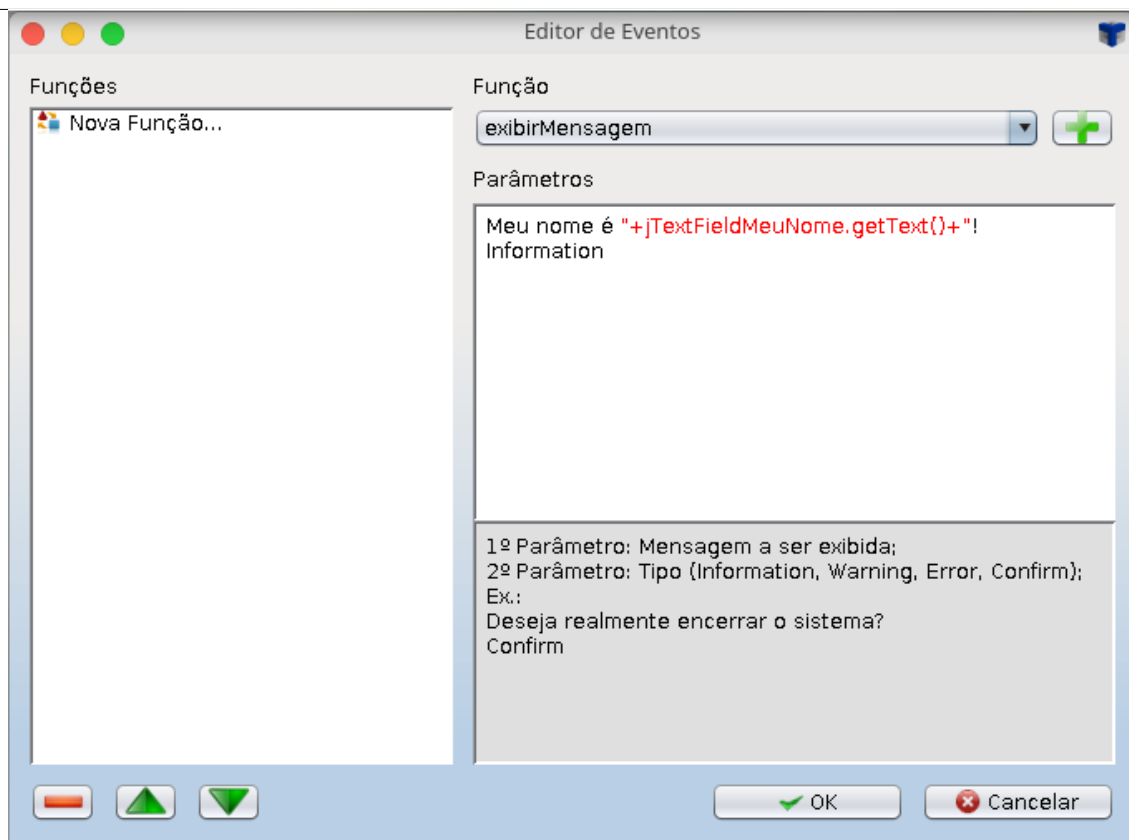 Editor de Eventos
Funções
Nova Função...
Função
exibirMensagem
Parâmetros
Meu nome é "+jTextFieldMeuNome.getText()+"!
Information
1º Parâmetro: Mensagem a ser exibida;
2º Parâmetro: Tipo (Information, Warning, Error, Confirm);
Ex.:
Deseja realmente encerrar o sistema?
Confirm
OK
Cancelar